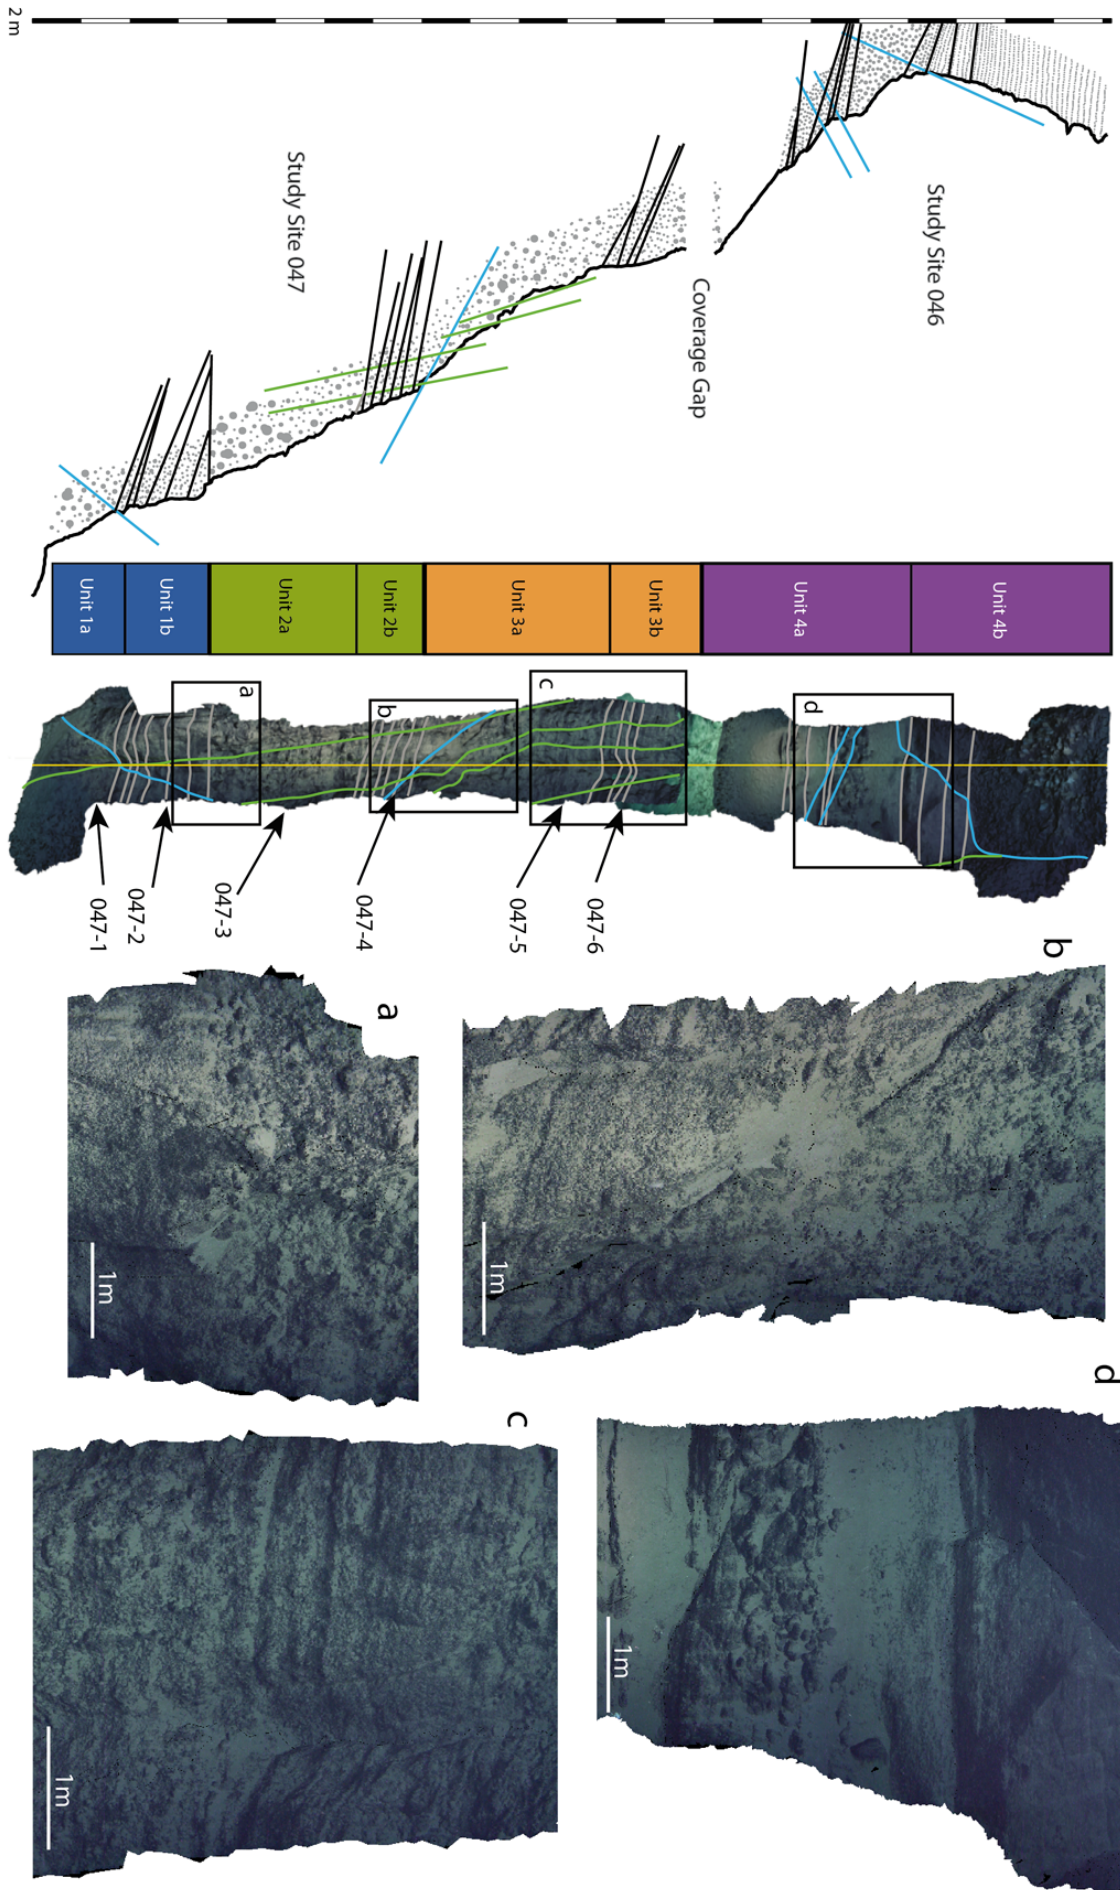 2 m
Study Site 047
Study Site 046
Coverage Gap
Unit 1a
Unit 1b
Unit 2a
Unit 2b
Unit 3a
Unit 3b
Unit 4a
Unit 4b
a
b
c
d
047-1
047-2
047-3
047-4
047-5
047-6
a
1m
b
1m
c
1m
d
1m